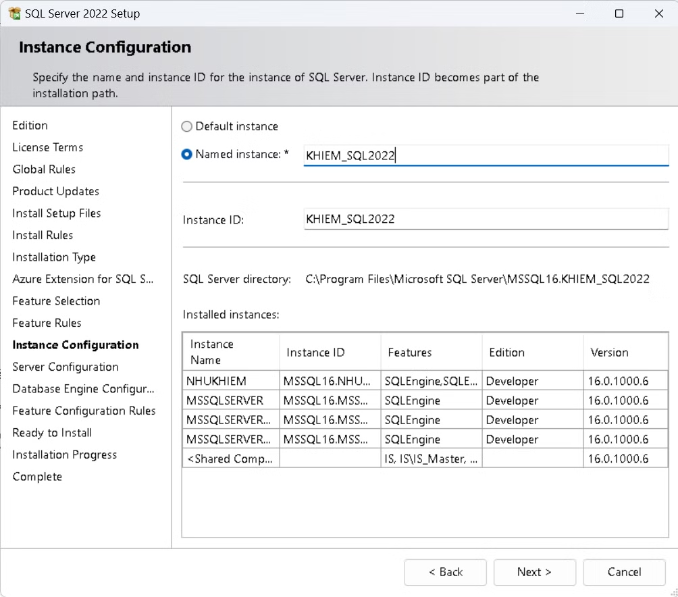 SQL Server 2022 Setup
Instance Configuration
Specify the name and instance ID for the instance of SQL Server. Instance ID becomes part of the
installation path.
Edition
License Terms
Global Rules
Product Updates
Install Setup Files
Install Rules
Installation Type
Azure Extension for SQL S...
Feature Selection
Feature Rules
Instance Configuration
Server Configuration
Database Engine Configur...
Feature Configuration Rules
Ready to Install
Installation Progress
Complete
Default instance
Named instance: * KHIEM_SQL2022
Instance ID: KHIEM_SQL2022
SQL Server directory: C:\Program Files\Microsoft SQL Server\MSSQL16.KHIEM_SQL2022
Installed instances:
Instance Name Instance ID Features Edition Version
NHUKHIEM MSSQL16.NHU... SQLEngine,SQLE... Developer 16.0.1000.6
MSSQLSERVER MSSQL16.MSS... SQLEngine Developer 16.0.1000.6
MSSQLSERVER... MSSQL16.MSS... SQLEngine Developer 16.0.1000.6
MSSQLSERVER... MSSQL16.MSS... SQLEngine Developer 16.0.1000.6
<Shared Comp... IS, IS\IS_Master, ... 16.0.1000.6
< Back Next > Cancel